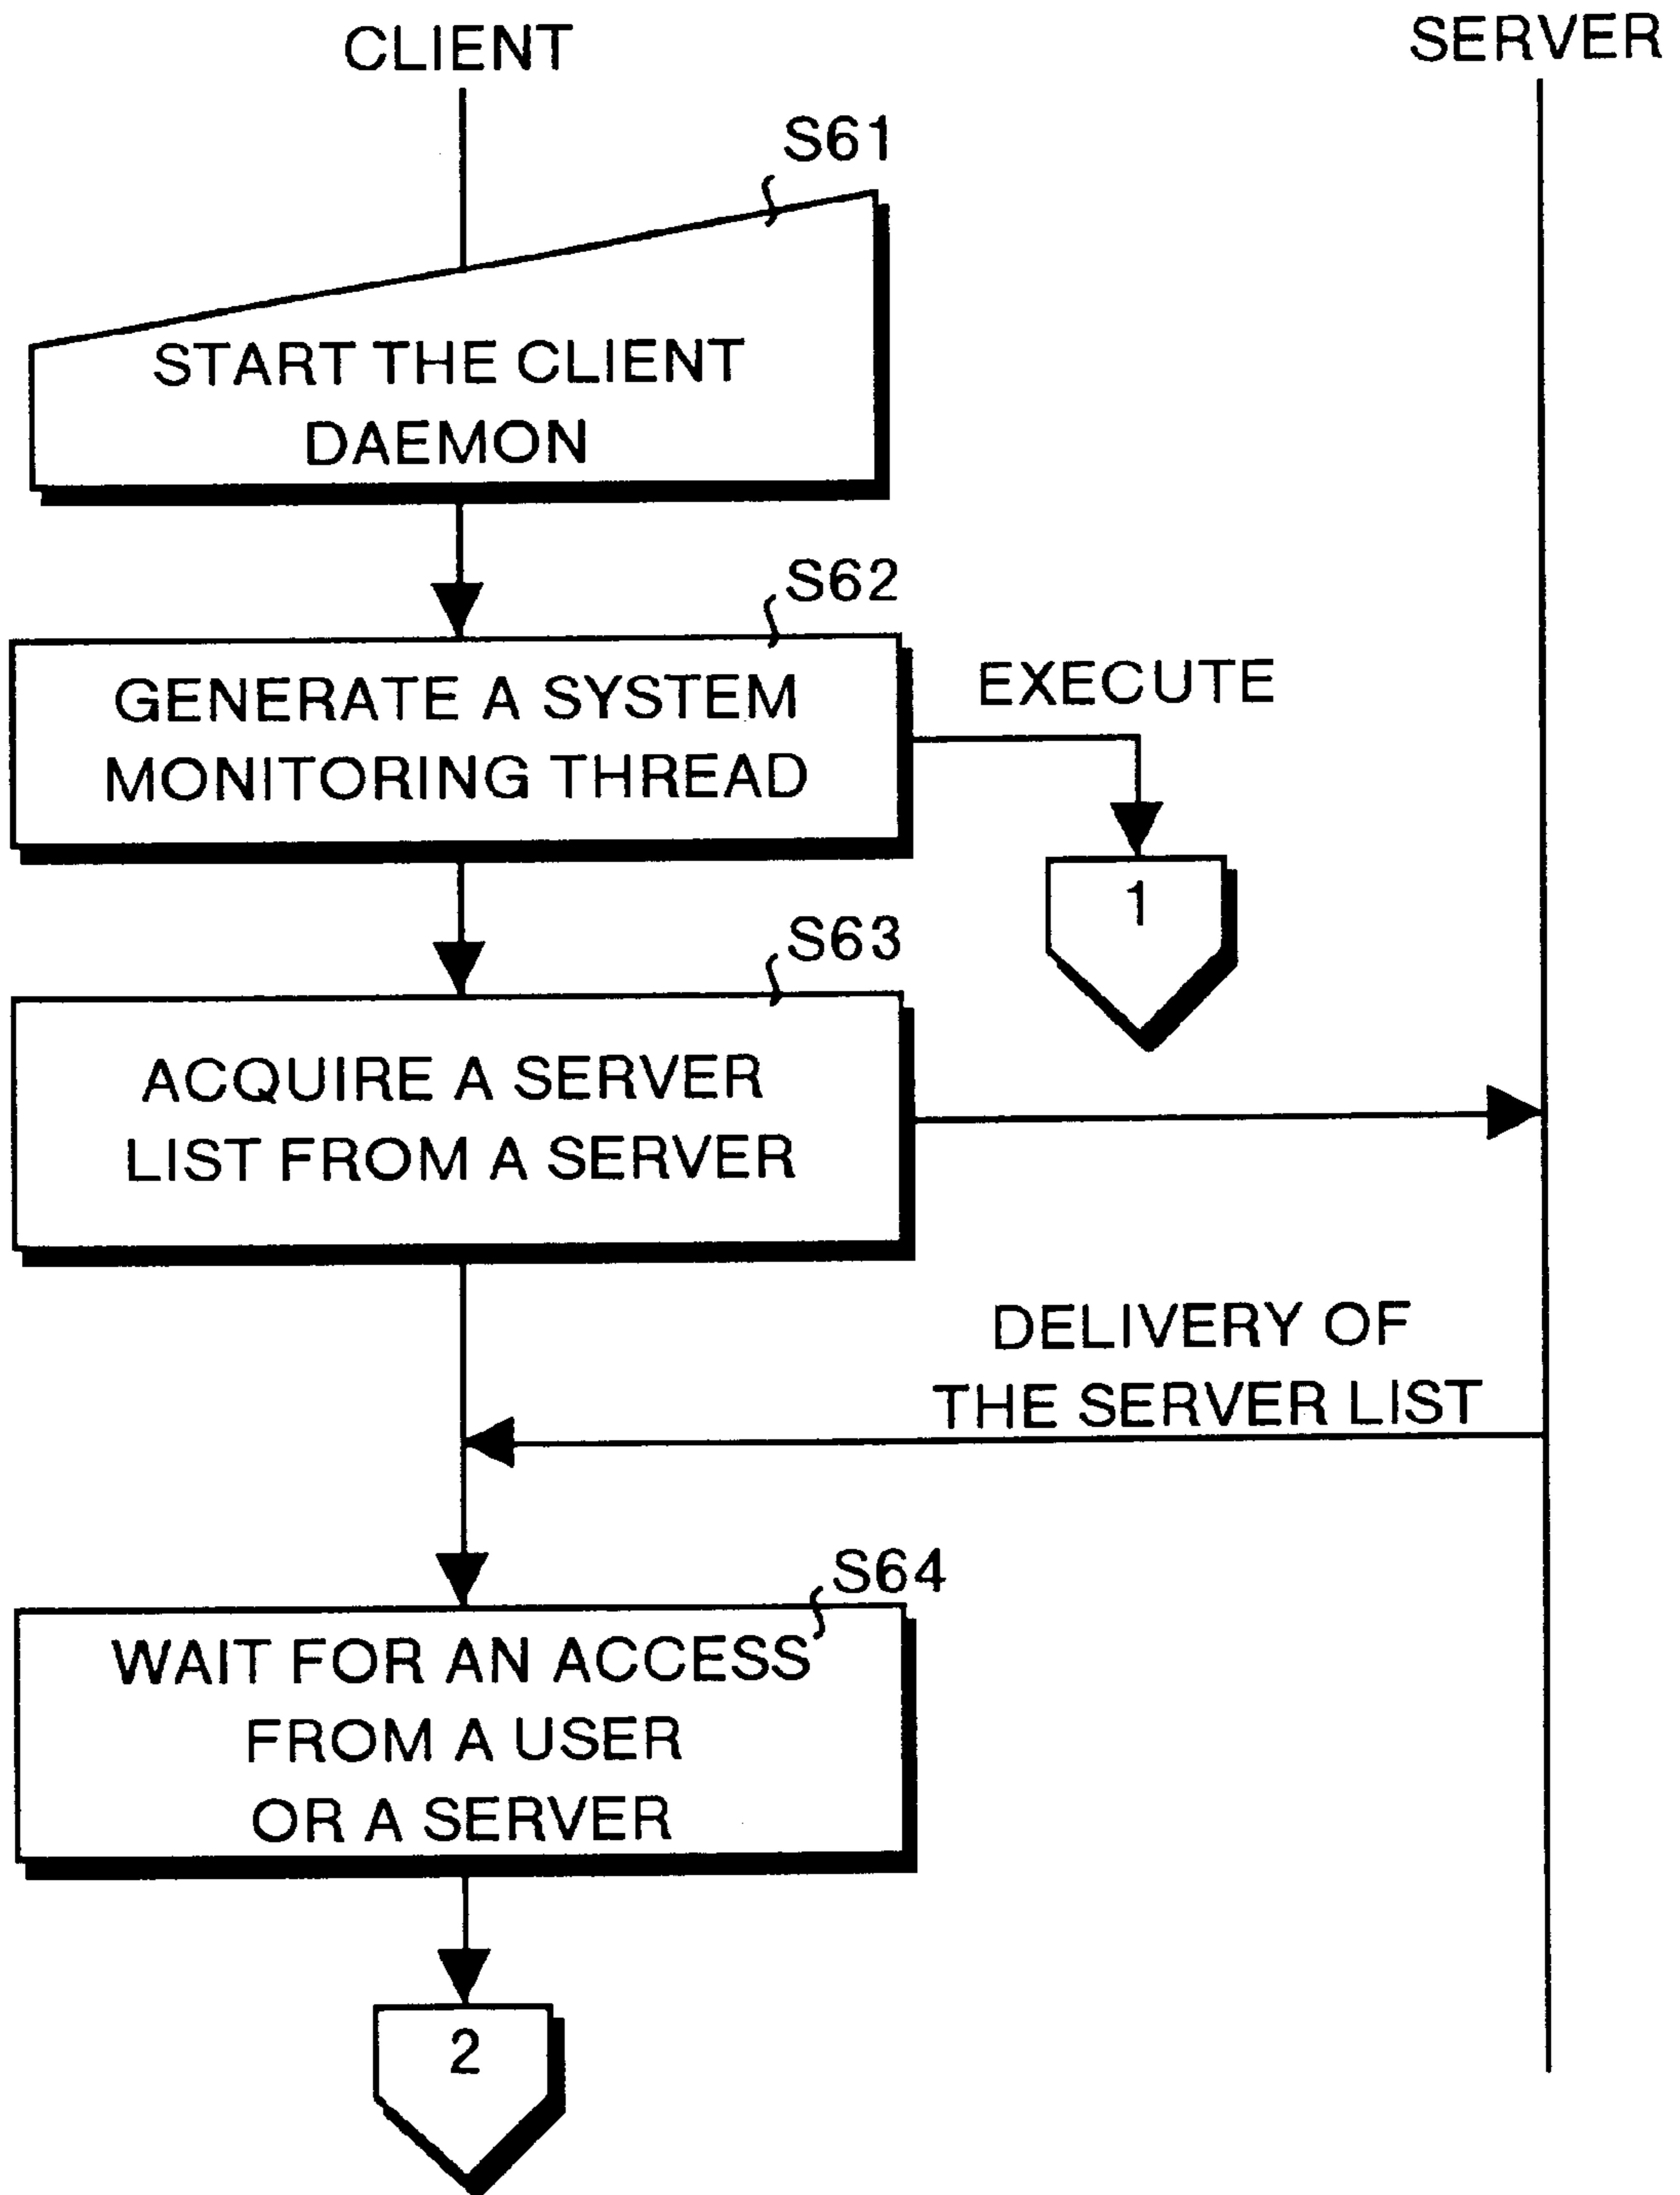 CLIENT
SERVER
S61
START THE CLIENT
DAEMON
S62
GENERATE A SYSTEM
MONITORING THREAD
EXECUTE
1
S63
ACQUIRE A SERVER
LIST FROM A SERVER
DELIVERY OF
THE SERVER LIST
S64
WAIT FOR AN ACCESS
FROM A USER
OR A SERVER
2